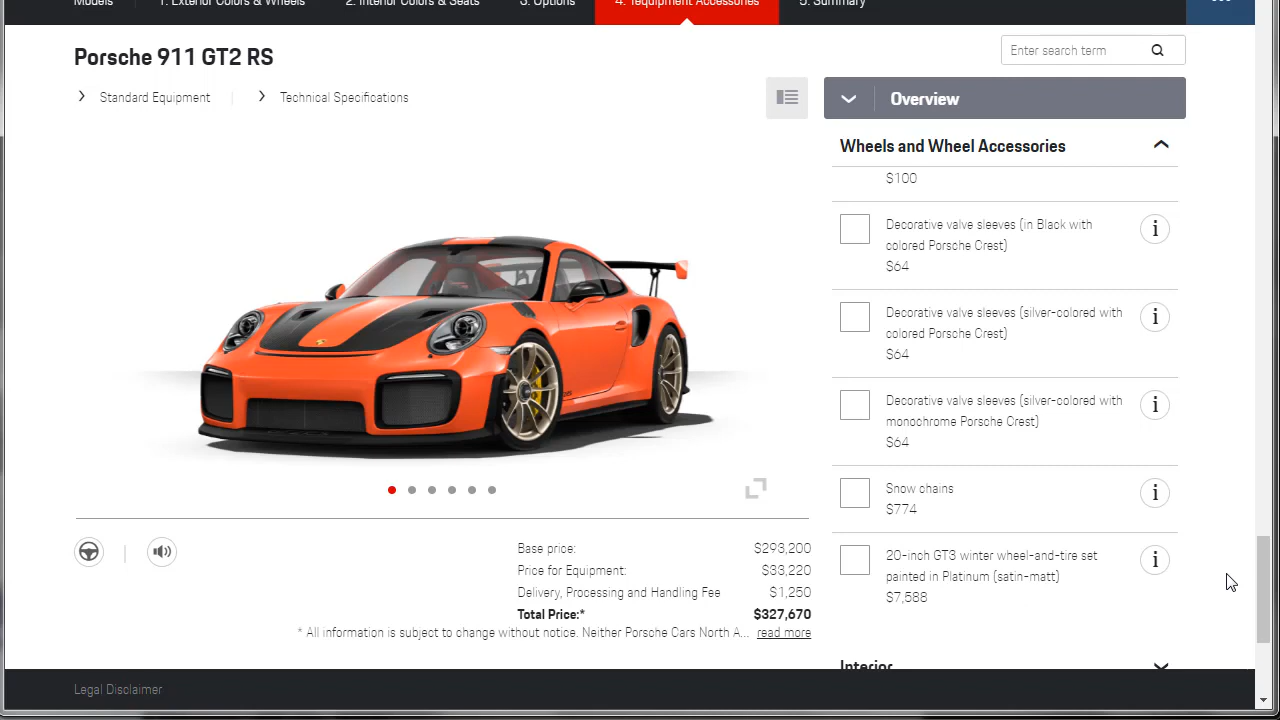 Models
1. Exterior Colors & Wheels
2. Interior Colors & Seats
3. Options
4. Tequipment Accessories
5. Summary
Porsche 911 GT2 RS
Enter search term
Standard Equipment
Technical Specifications
Overview
Wheels and Wheel Accessories
$100
Decorative valve sleeves (in Black with
colored Porsche Crest)
$64
Decorative valve sleeves (silver-colored with
colored Porsche Crest)
$64
Decorative valve sleeves (silver-colored with
monochrome Porsche Crest)
$64
Snow chains
$774
20-inch GT3 winter wheel-and-tire set
painted in Platinum (satin-matt)
$7,588
Interior
Base price: $293,200
Price for Equipment: $33,220
Delivery, Processing and Handling Fee $1,250
Total Price:* $327,670
* All information is subject to change without notice. Neither Porsche Cars North A... read more
Legal Disclaimer